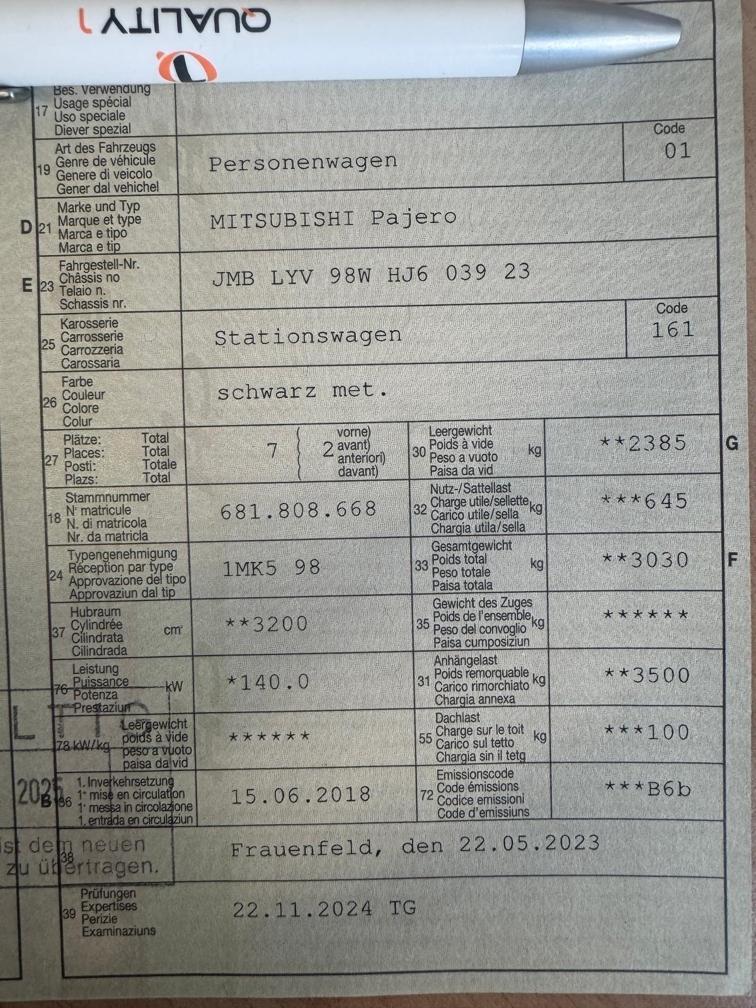 QUALITY 1
Bes. Verwendung
17 Usage spécial
Uso speciale
Diever spezial
Art des Fahrzeugs
19 Genre de véhicule
Genere di veicolo
Gener dal vehichel
Personenwagen
Code
01
Marke und Typ
D 21 Marque et type
Marca e tipo
Marca e tip
MITSUBISHI Pajero
Fahrgestell-Nr.
E 23 Châssis no
Telaio n.
Schassis nr.
JMB LYV 98W HJ6 039 23
Karosserie
25 Carrosserie
Carrozzeria
Carossaria
Stationswagen
Code
161
Farbe
26 Couleur
Colore
Colur
schwarz met.
Plätze: Total
27 Places: Total
Posti: Totale
Plazs: Total
7 ( 2
vorne)
avant)
anteriori)
davant)
Leergewicht
30 Poids à vide kg
Peso a vuoto
Paisa da vid
**2385 G
Stammnummer
18 N° matricule
N. di matricola
Nr. da matricla
681.808.668
Nutz-/Sattellast
32 Charge utile/sellette kg
Carico utile/sella
Chargia utila/sella
***645
Typengenehmigung
24 Réception par type
Approvazione del tipo
Approvaziun dal tip
1MK5 98
Gesamtgewicht
33 Poids total kg
Peso totale
Paisa totala
**3030 F
Hubraum
37 Cylindrée cm³
Cilindrata
Cilindrada
**3200
Gewicht des Zuges
35 Poids de l'ensemble kg
Peso del convoglio
Paisa cumposiziun
******
Leistung
76 Puissance kW
Potenza
Prestaziun
*140.0
Anhängelast
31 Poids remorquable kg
Carico rimorchiato
Chargia annexa
**3500
Leergewicht
78 kW/kg poids à vide
peso a vuoto
paisa da vid
******
Dachlast
55 Charge sur le toit kg
Carico sul tetto
Chargia sin il tetg
***100
1. Inverkehrsetzung
B 36 1e mise en circulation
1a messa in circolazione
1. entrada en circulaziun
15.06.2018
Emissionscode
72 Code émissions
Codice emissioni
Code d'emissiuns
***B6b
38
Frauenfeld, den 22.05.2023
Prüfungen
39 Expertises
Perizie
Examinaziuns
22.11.2024 TG
ist dem neuen
zu übertragen.